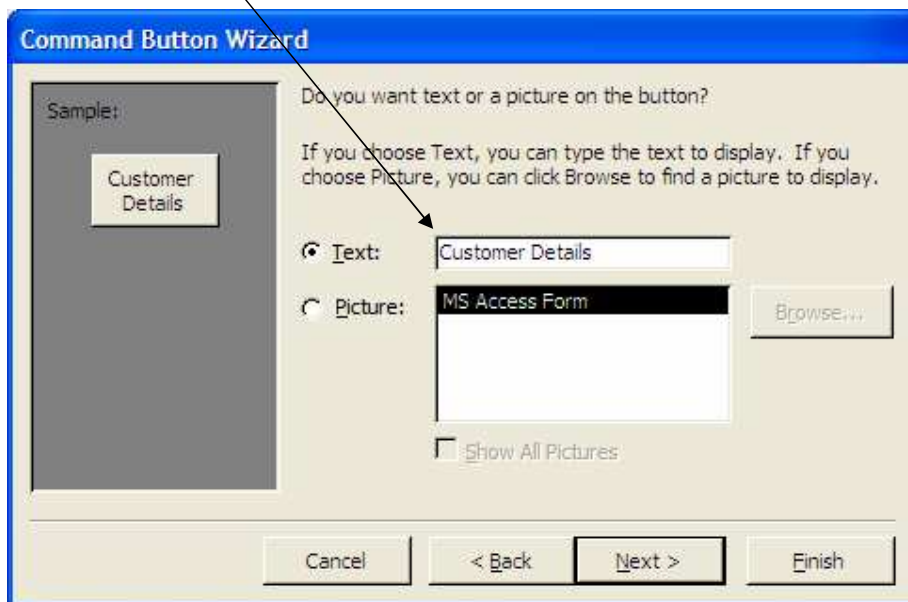 Command Button Wizard
Sample:
Customer
Details
Do you want text or a picture on the button?
If you choose Text, you can type the text to display. If you
choose Picture, you can click Browse to find a picture to display.
Text:
Customer Details
Picture:
MS Access Form
Browse...
Show All Pictures
Cancel
< Back
Next >
Finish